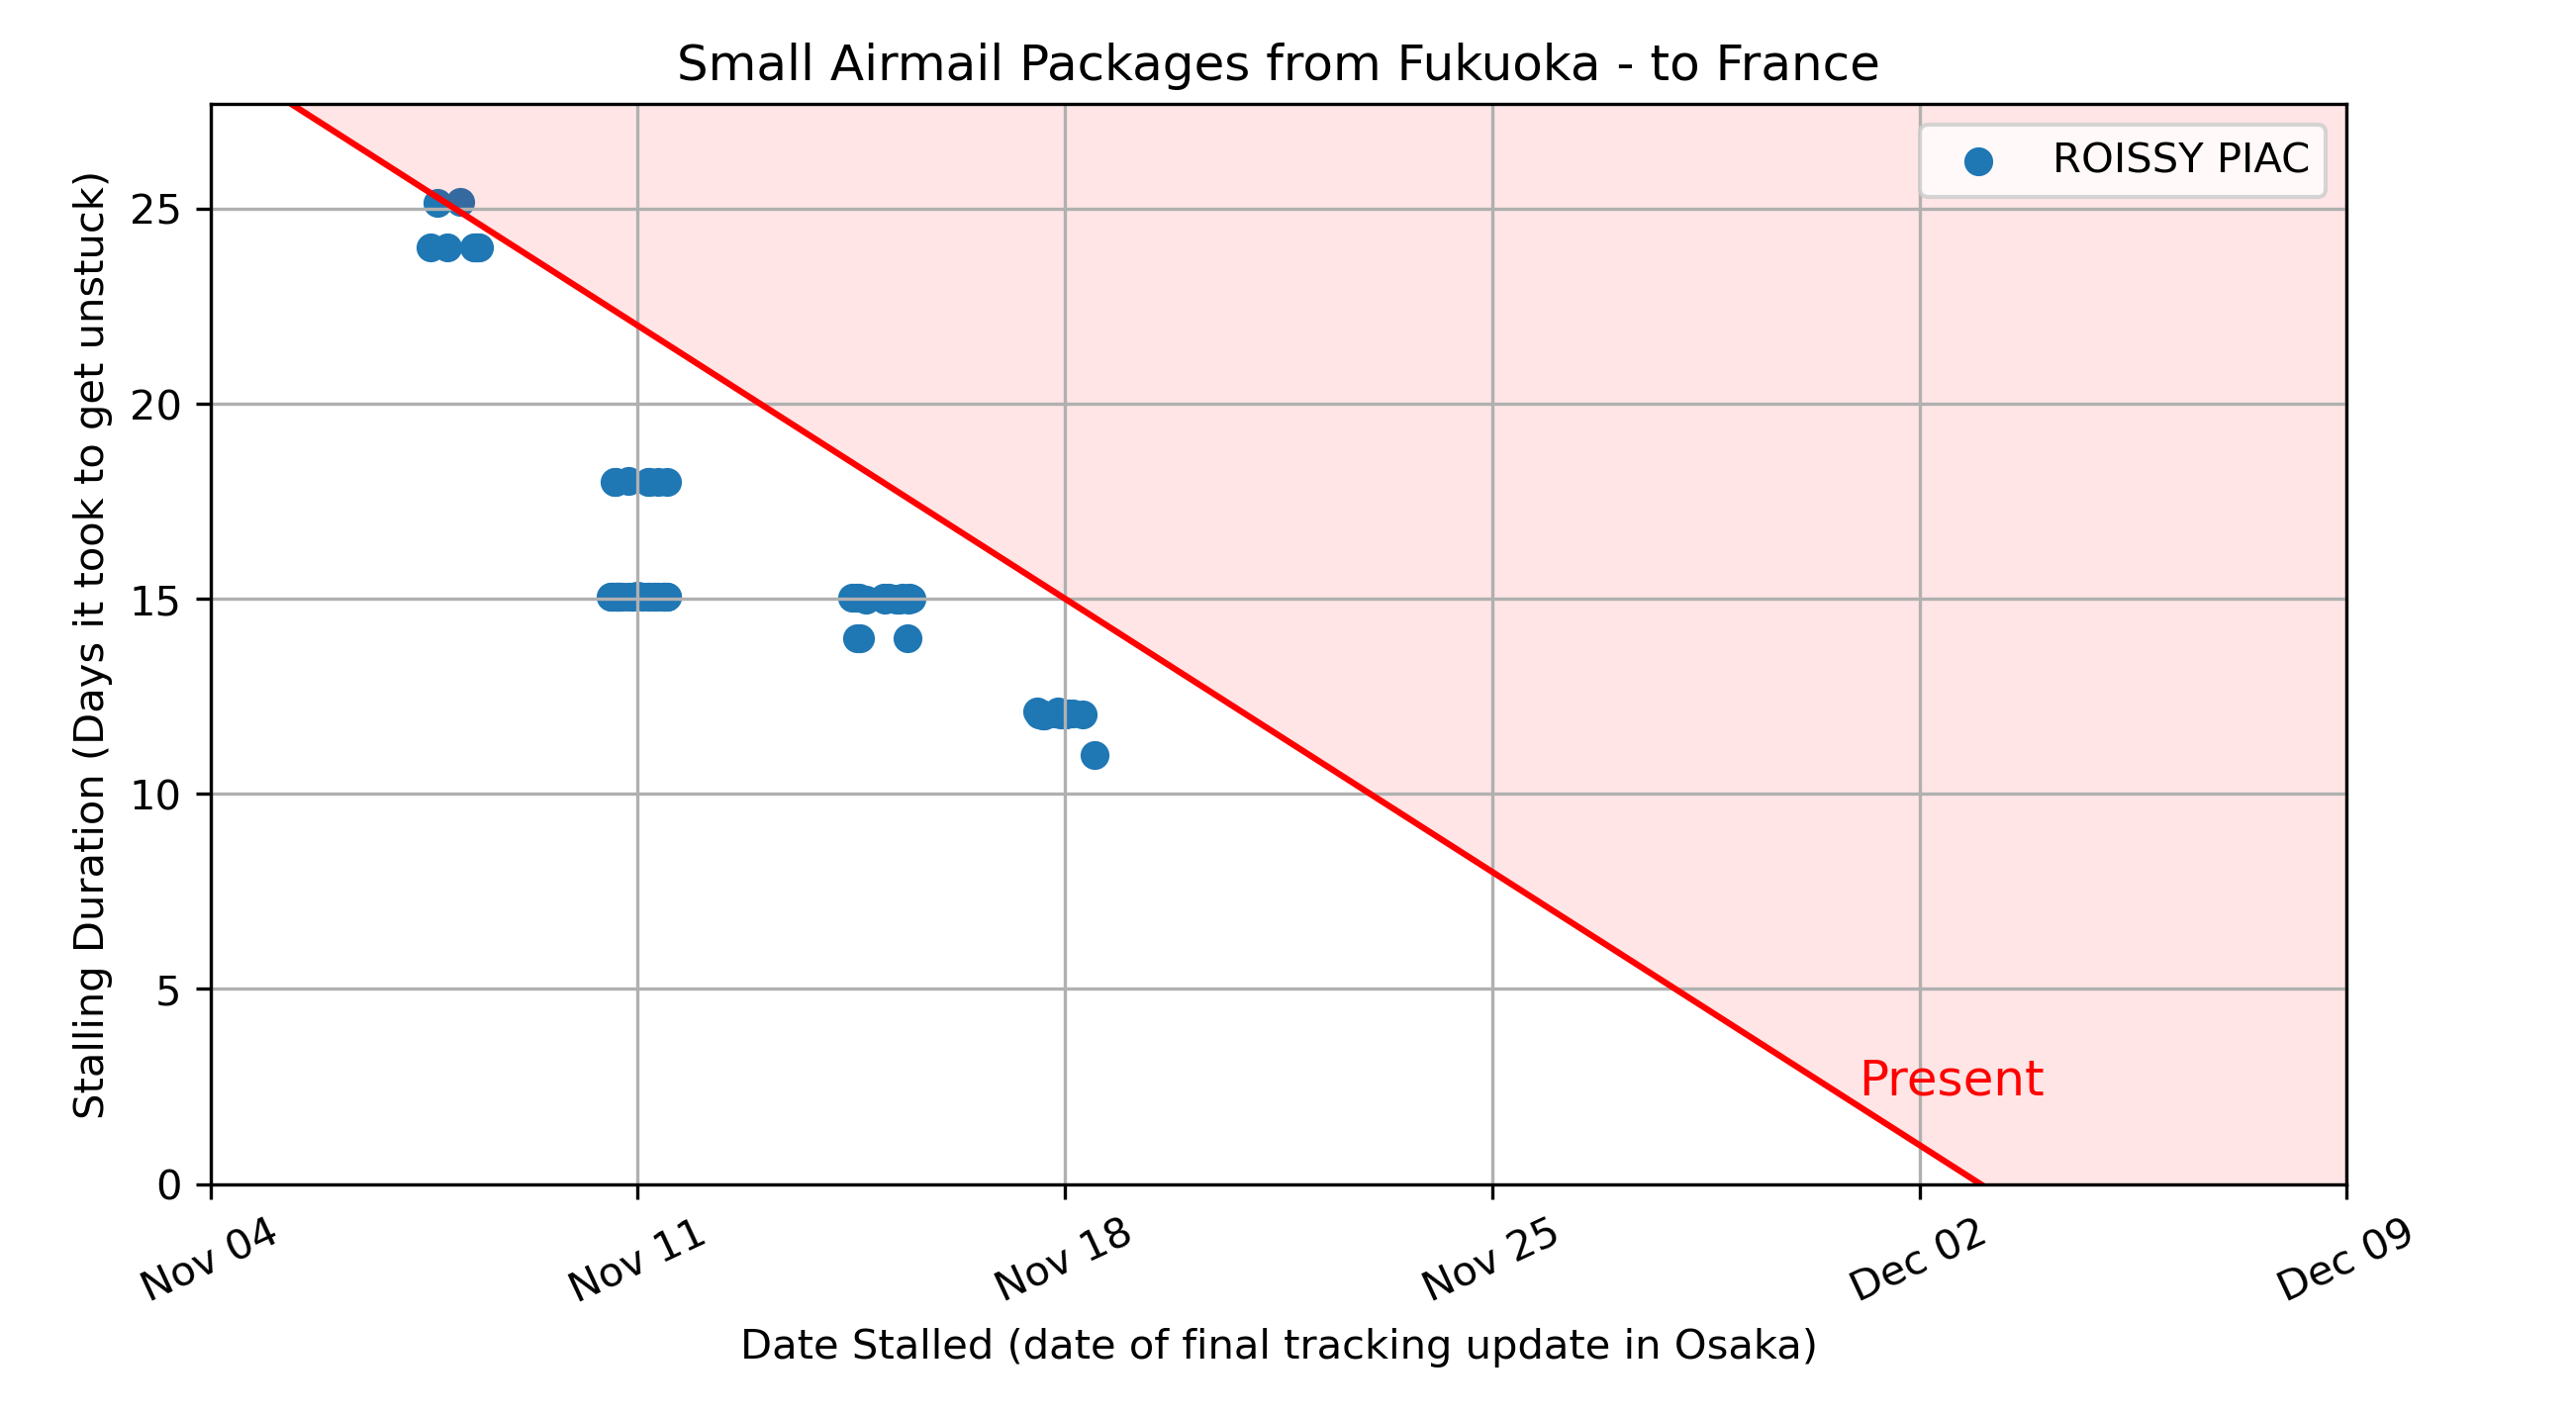 Small Airmail Packages from Fukuoka - to France
ROISSY PIAC
Stalling Duration (Days it took to get unstuck)
25
20
15
10
5
0
Present
Nov 04
Nov 11
Nov 18
Nov 25
Dec 02
Dec 09
Date Stalled (date of final tracking update in Osaka)